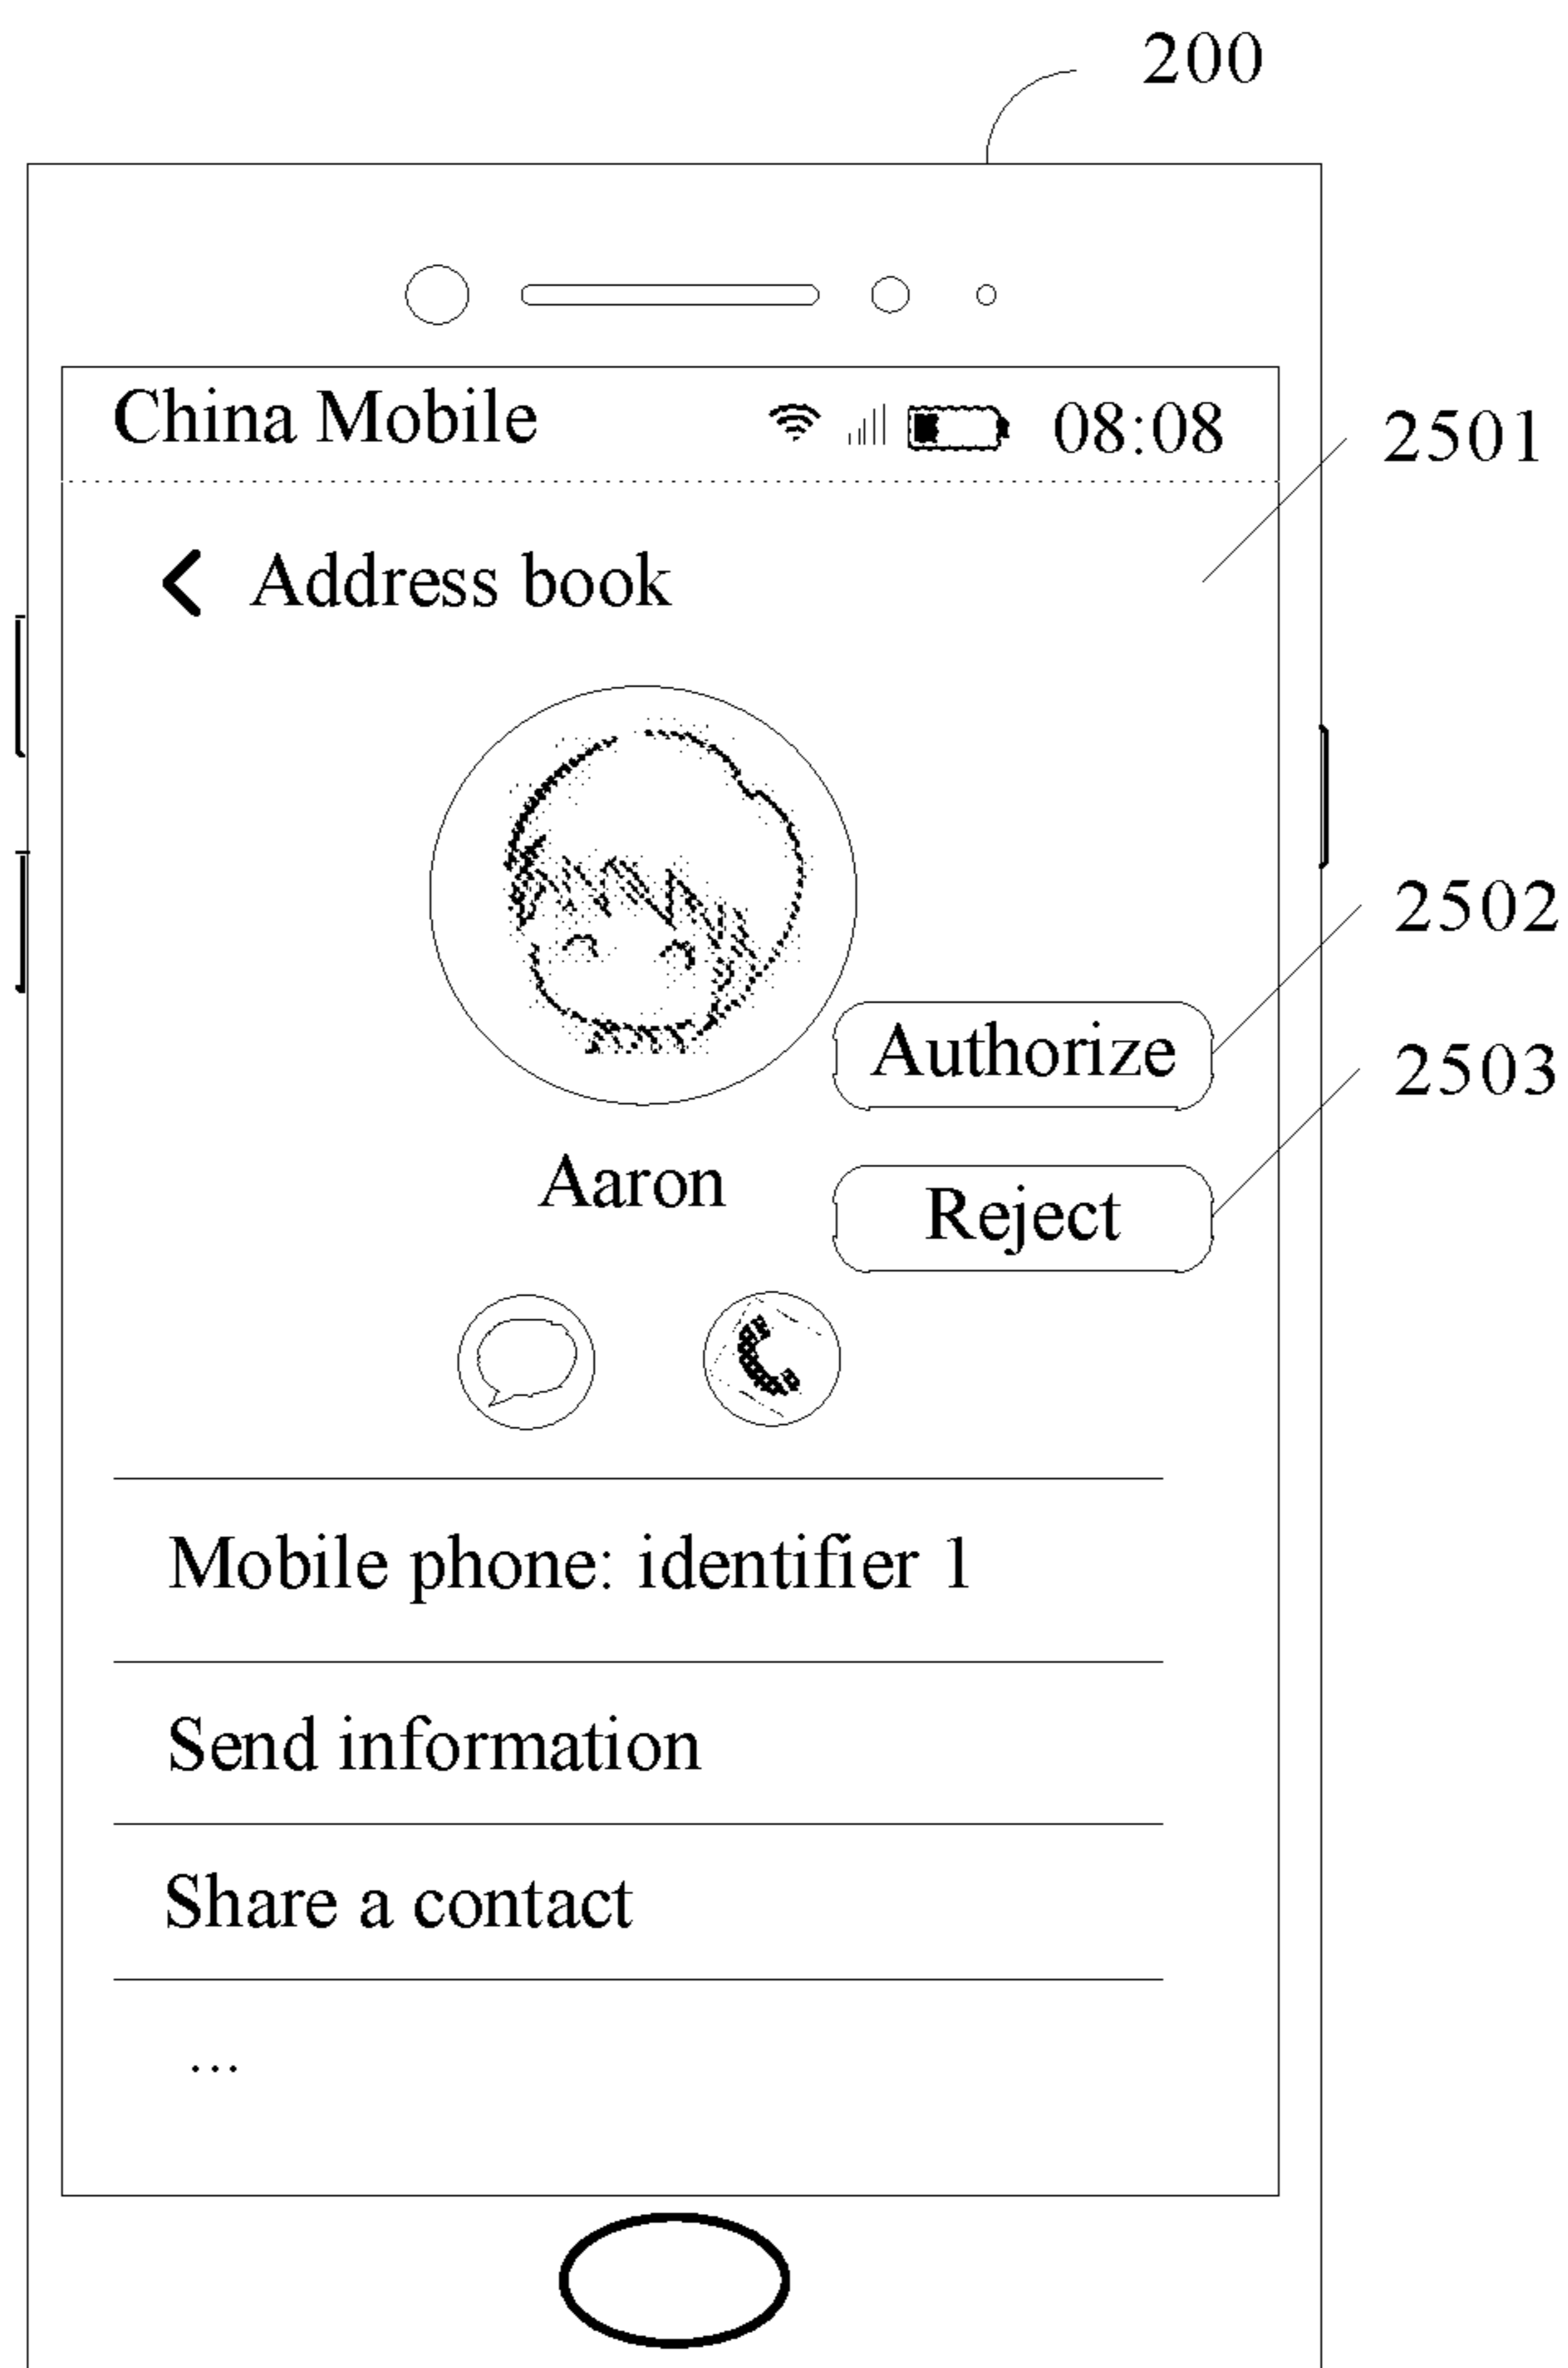 200
China Mobile 08:08
2501
Address book
2502
Authorize
2503
Aaron
Reject
Mobile phone: identifier 1
Send information
Share a contact
...